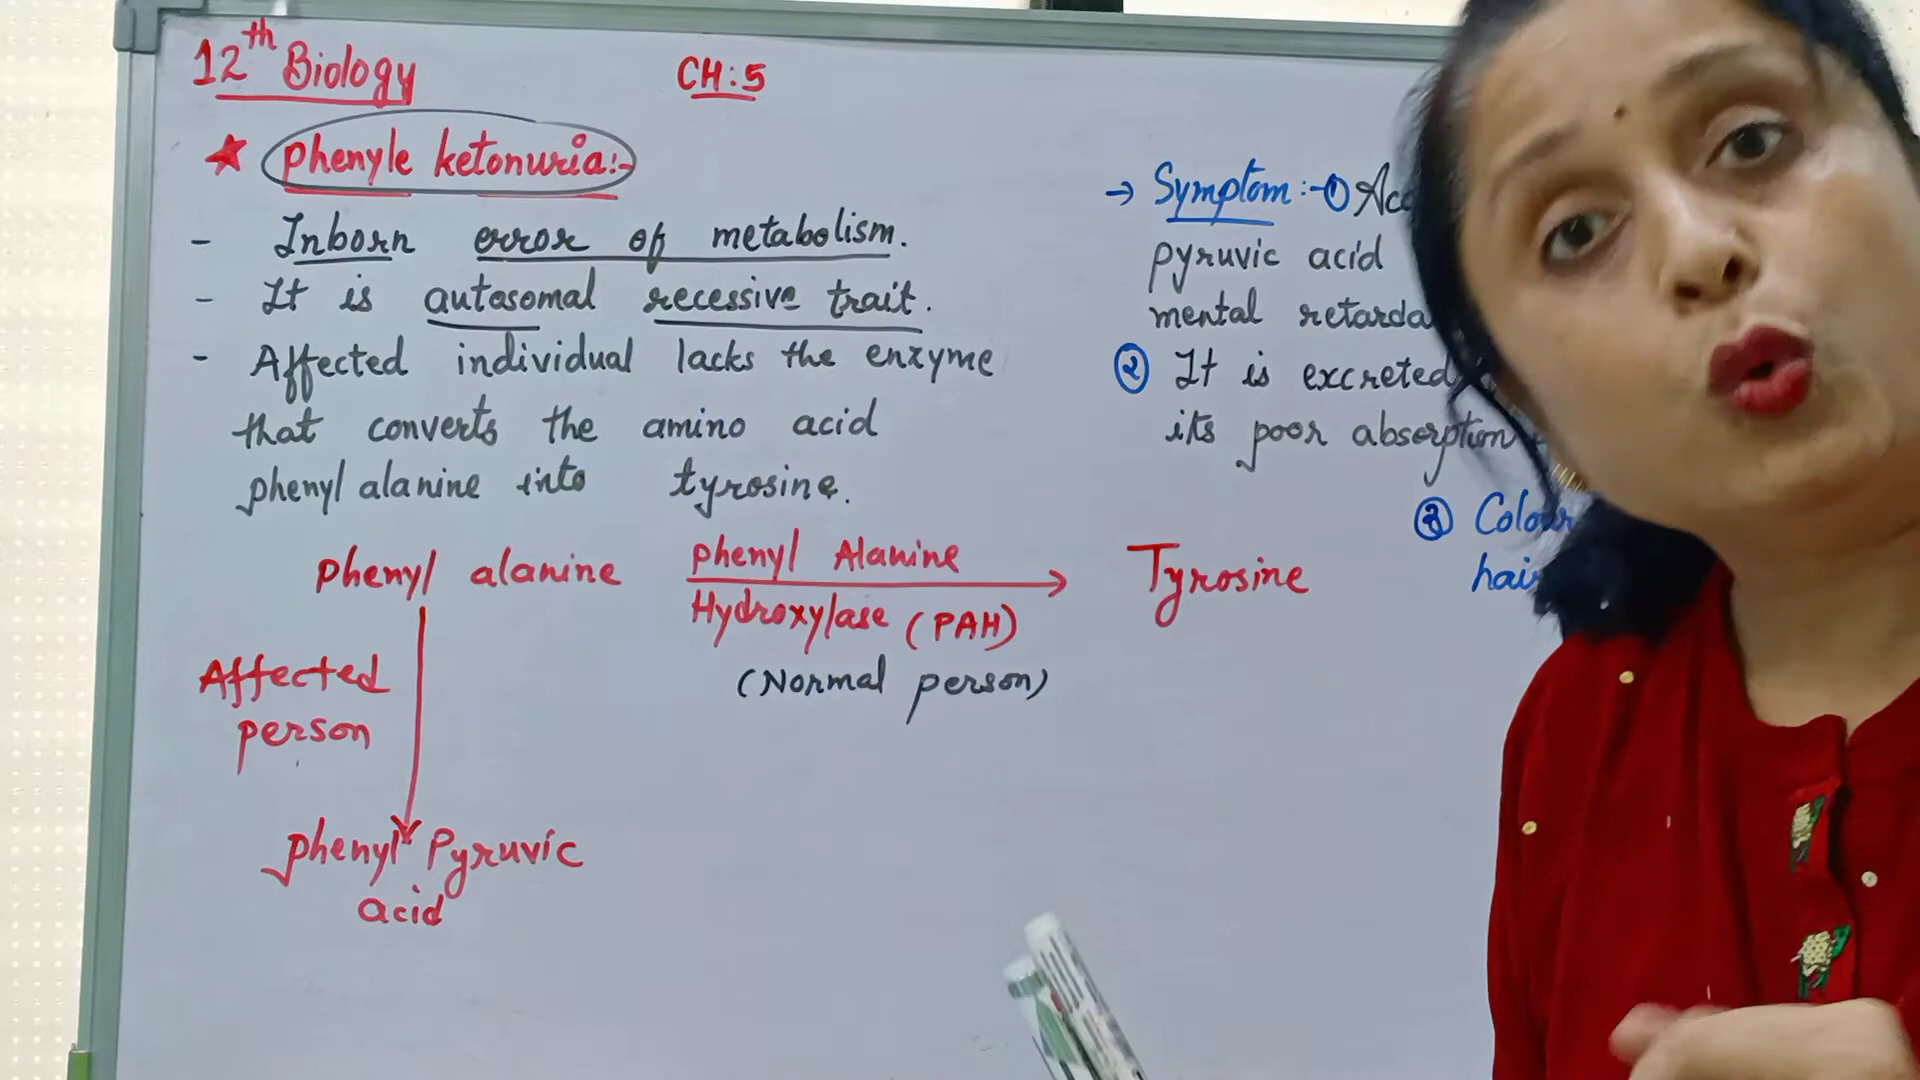 12th Biology
CH:5
★ Phenyle ketonuria:-
- Inborn error of metabolism.
- It is autosomal recessive trait.
- Affected individual lacks the enzyme
that converts the amino acid
phenyl alanine into tyrosine.
phenyl alanine
phenyl Alanine
Hydroxylase (PAH)
(Normal person)
Tyrosine
Affected
person
phenyl Pyruvic
acid
→ Symptom:- ①
pyruvic acid
mental
② It is excreted
its poor absorption
③